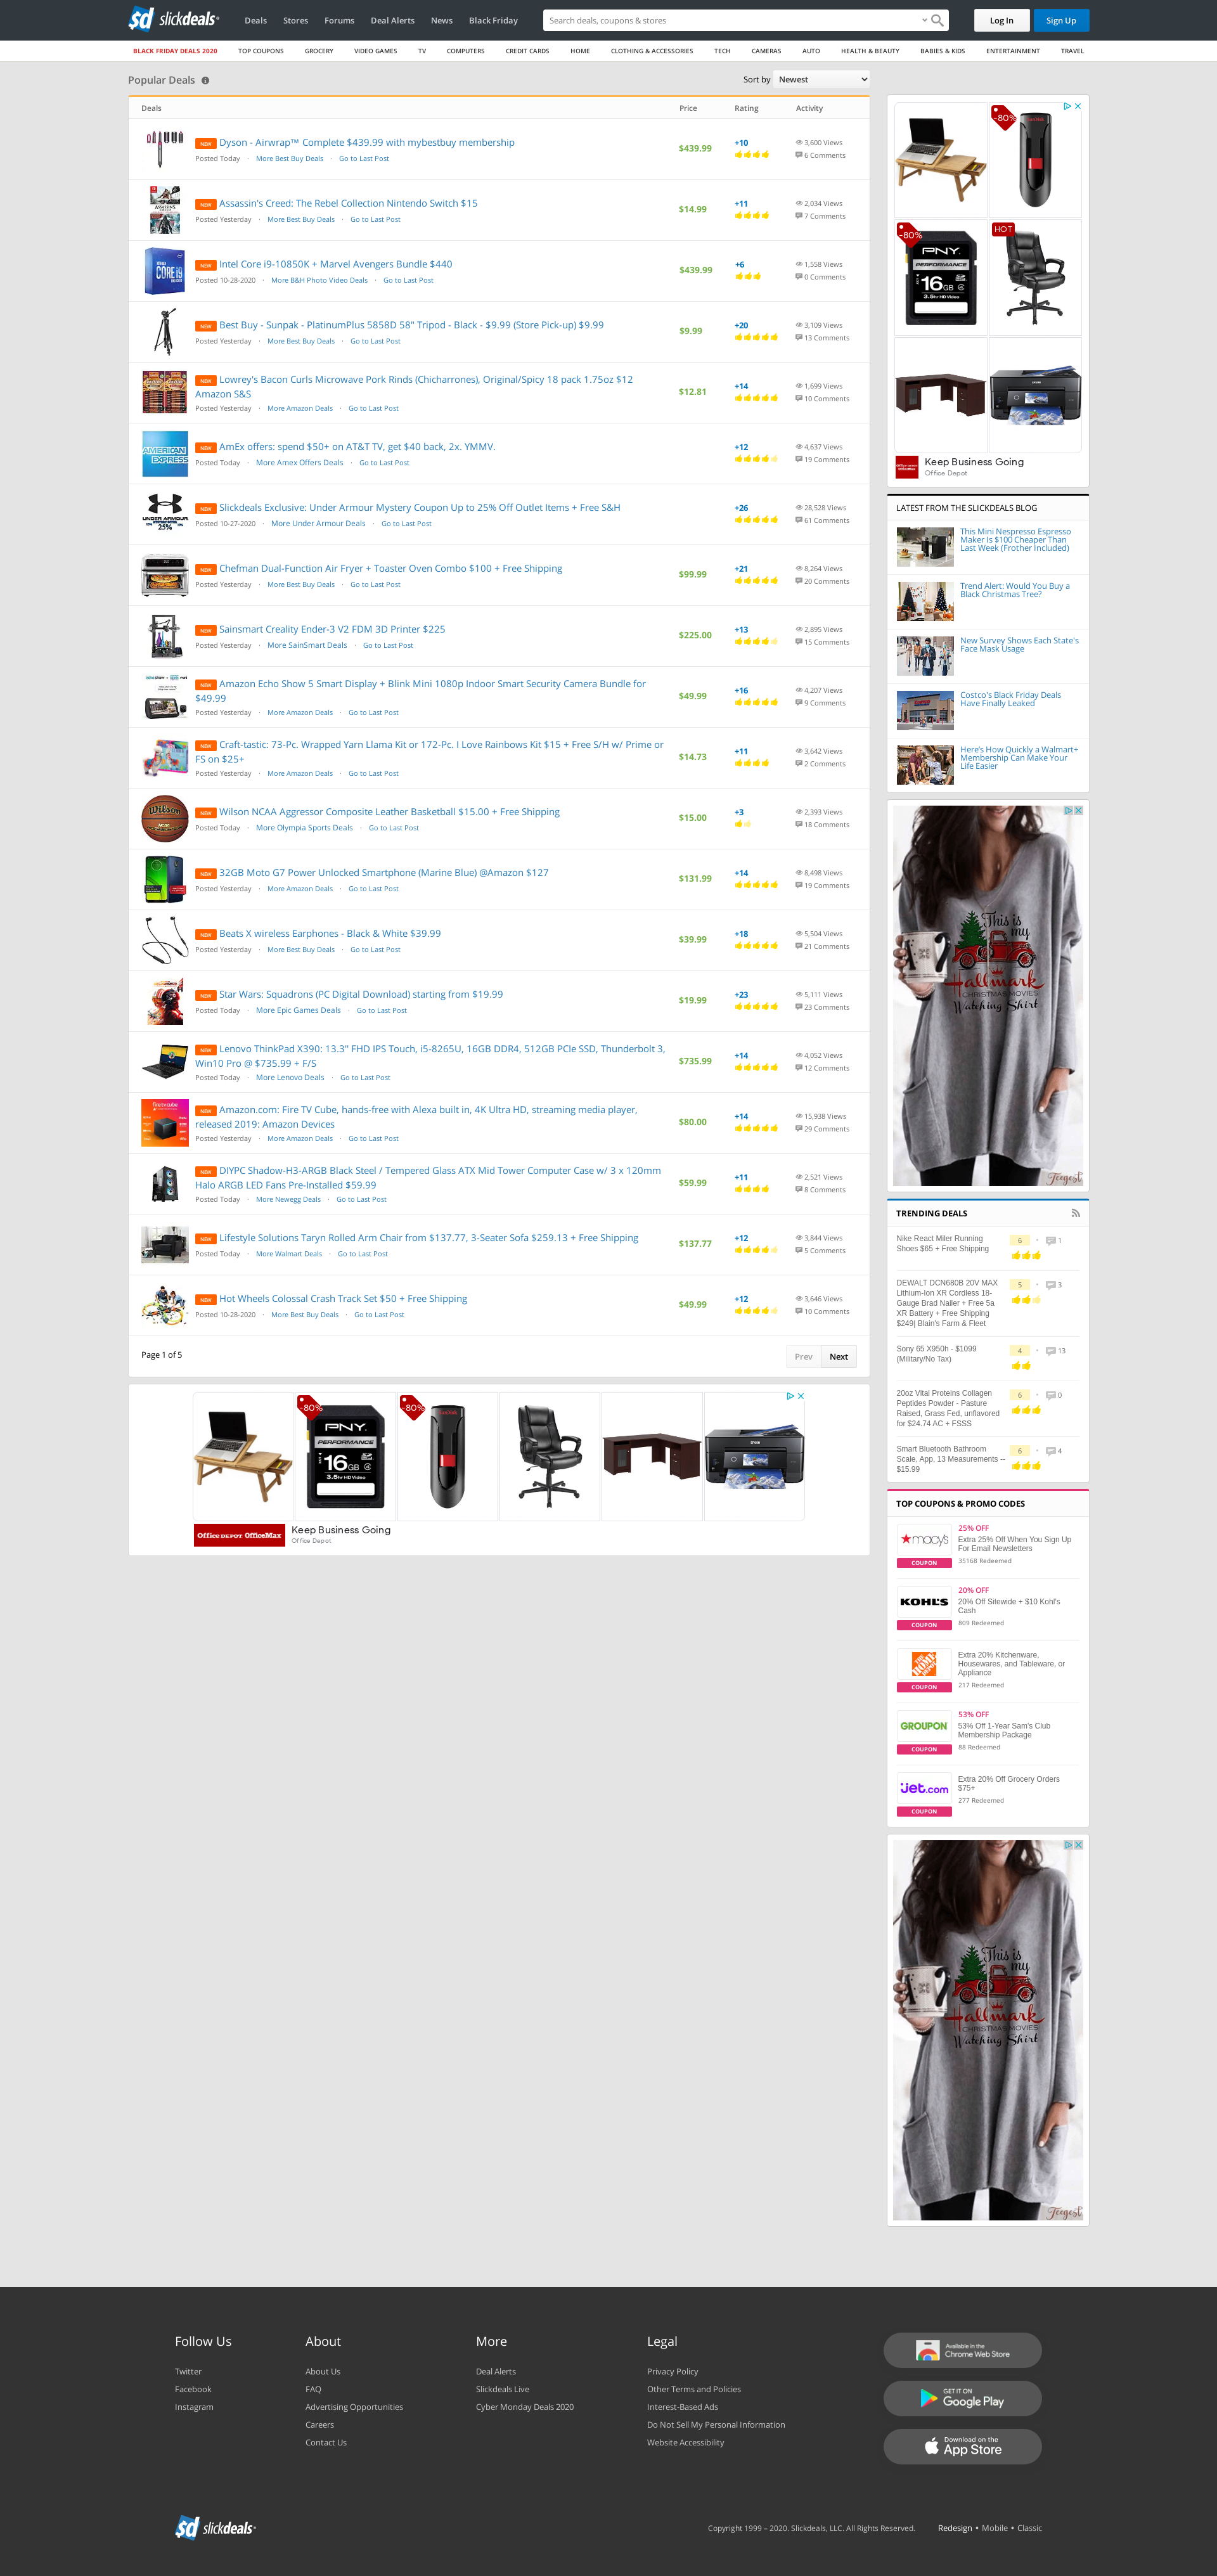 sd slickdeals
Deals Stores Forums Deal Alerts News Black Friday
Search deals, coupons & stores
Log In Sign Up
BLACK FRIDAY DEALS 2020 TOP COUPONS GROCERY VIDEO GAMES TV COMPUTERS CREDIT CARDS HOME CLOTHING & ACCESSORIES TECH CAMERAS AUTO HEALTH & BEAUTY BABIES & KIDS ENTERTAINMENT TRAVEL
Popular Deals
Sort by Newest
Deals Price Rating Activity
NEW Dyson - Airwrap™ Complete $439.99 with mybestbuy membership
Posted Today · More Best Buy Deals · Go to Last Post
$439.99
+10
3,600 Views
6 Comments
NEW Assassin's Creed: The Rebel Collection Nintendo Switch $15
Posted Yesterday · More Best Buy Deals · Go to Last Post
$14.99
+11
2,034 Views
7 Comments
NEW Intel Core i9-10850K + Marvel Avengers Bundle $440
Posted 10-28-2020 · More B&H Photo Video Deals · Go to Last Post
$439.99
+6
1,558 Views
0 Comments
NEW Best Buy - Sunpak - PlatinumPlus 5858D 58" Tripod - Black - $9.99 (Store Pick-up) $9.99
Posted Yesterday · More Best Buy Deals · Go to Last Post
$9.99
+20
3,109 Views
13 Comments
NEW Lowrey's Bacon Curls Microwave Pork Rinds (Chicharrones), Original/Spicy 18 pack 1.75oz $12
Amazon S&S
Posted Yesterday · More Amazon Deals · Go to Last Post
$12.81
+14
1,699 Views
10 Comments
AMERICAN EXPRESS
NEW AmEx offers: spend $50+ on AT&T TV, get $40 back, 2x. YMMV.
Posted Today · More Amex Offers Deals · Go to Last Post
+12
4,637 Views
19 Comments
UNDER ARMOUR
25%
NEW Slickdeals Exclusive: Under Armour Mystery Coupon Up to 25% Off Outlet Items + Free S&H
Posted 10-27-2020 · More Under Armour Deals · Go to Last Post
+26
28,528 Views
61 Comments
NEW Chefman Dual-Function Air Fryer + Toaster Oven Combo $100 + Free Shipping
Posted Yesterday · More Best Buy Deals · Go to Last Post
$99.99
+21
8,264 Views
20 Comments
NEW Sainsmart Creality Ender-3 V2 FDM 3D Printer $225
Posted Yesterday · More SainSmart Deals · Go to Last Post
$225.00
+13
2,895 Views
15 Comments
NEW Amazon Echo Show 5 Smart Display + Blink Mini 1080p Indoor Smart Security Camera Bundle for
$49.99
Posted Yesterday · More Amazon Deals · Go to Last Post
$49.99
+16
4,207 Views
9 Comments
NEW Craft-tastic: 73-Pc. Wrapped Yarn Llama Kit or 172-Pc. I Love Rainbows Kit $15 + Free S/H w/ Prime or
FS on $25+
Posted Yesterday · More Amazon Deals · Go to Last Post
$14.73
+11
3,642 Views
2 Comments
Wilson
NEW Wilson NCAA Aggressor Composite Leather Basketball $15.00 + Free Shipping
Posted Today · More Olympia Sports Deals · Go to Last Post
$15.00
+3
2,393 Views
18 Comments
NEW 32GB Moto G7 Power Unlocked Smartphone (Marine Blue) @Amazon $127
Posted Yesterday · More Amazon Deals · Go to Last Post
$131.99
+14
8,498 Views
19 Comments
NEW Beats X wireless Earphones - Black & White $39.99
Posted Yesterday · More Best Buy Deals · Go to Last Post
$39.99
+18
5,504 Views
21 Comments
NEW Star Wars: Squadrons (PC Digital Download) starting from $19.99
Posted Today · More Epic Games Deals · Go to Last Post
$19.99
+23
5,111 Views
23 Comments
NEW Lenovo ThinkPad X390: 13.3'' FHD IPS Touch, i5-8265U, 16GB DDR4, 512GB PCIe SSD, Thunderbolt 3,
Win10 Pro @ $735.99 + F/S
Posted Today · More Lenovo Deals · Go to Last Post
$735.99
+14
4,052 Views
12 Comments
NEW Amazon.com: Fire TV Cube, hands-free with Alexa built in, 4K Ultra HD, streaming media player,
released 2019: Amazon Devices
Posted Yesterday · More Amazon Deals · Go to Last Post
$80.00
+14
15,938 Views
29 Comments
NEW DIYPC Shadow-H3-ARGB Black Steel / Tempered Glass ATX Mid Tower Computer Case w/ 3 x 120mm
Halo ARGB LED Fans Pre-Installed $59.99
Posted Today · More Newegg Deals · Go to Last Post
$59.99
+11
2,521 Views
8 Comments
NEW Lifestyle Solutions Taryn Rolled Arm Chair from $137.77, 3-Seater Sofa $259.13 + Free Shipping
Posted Today · More Walmart Deals · Go to Last Post
$137.77
+12
3,844 Views
5 Comments
NEW Hot Wheels Colossal Crash Track Set $50 + Free Shipping
Posted 10-28-2020 · More Best Buy Deals · Go to Last Post
$49.99
+12
3,646 Views
10 Comments
Page 1 of 5
Prev Next
-80% -80%
PNY
PERFORMANCE
16 GB
Office DEPOT OfficeMax
Keep Business Going
Office Depot
-80%
-80% HOT
PNY
PERFORMANCE
16 GB
3.5hr HD Video
Keep Business Going
Office Depot
LATEST FROM THE SLICKDEALS BLOG
This Mini Nespresso Espresso
Maker Is $100 Cheaper Than
Last Week (Frother Included)
Trend Alert: Would You Buy a
Black Christmas Tree?
New Survey Shows Each State's
Face Mask Usage
Costco's Black Friday Deals
Have Finally Leaked
Here's How Quickly a Walmart+
Membership Can Make Your
Life Easier
This is
my
Hallmark
CHRISTMAS MOVIES
Watching Shirt
Teegest
TRENDING DEALS
Nike React Miler Running
Shoes $65 + Free Shipping
6 • 1
DEWALT DCN680B 20V MAX
Lithium-Ion XR Cordless 18-
Gauge Brad Nailer + Free 5a
XR Battery + Free Shipping
$249| Blain's Farm & Fleet
5 • 3
Sony 65 X950h - $1099
(Military/No Tax)
4 • 13
20oz Vital Proteins Collagen
Peptides Powder - Pasture
Raised, Grass Fed, unflavored
for $24.74 AC + FSSS
6 • 0
Smart Bluetooth Bathroom
Scale, App, 13 Measurements --
$15.99
6 • 4
TOP COUPONS & PROMO CODES
macy's
COUPON
25% OFF
Extra 25% Off When You Sign Up
For Email Newsletters
35168 Redeemed
KOHL'S
COUPON
20% OFF
20% Off Sitewide + $10 Kohl's
Cash
809 Redeemed
COUPON
Extra 20% Kitchenware,
Housewares, and Tableware, or
Appliance
217 Redeemed
GROUPON
COUPON
53% OFF
53% Off 1-Year Sam's Club
Membership Package
88 Redeemed
jet.com
COUPON
Extra 20% Off Grocery Orders
$75+
277 Redeemed
This is
my
Hallmark
CHRISTMAS MOVIES
Watching Shirt
Teegest
Follow Us
Twitter
Facebook
Instagram
About
About Us
FAQ
Advertising Opportunities
Careers
Contact Us
More
Deal Alerts
Slickdeals Live
Cyber Monday Deals 2020
Legal
Privacy Policy
Other Terms and Policies
Interest-Based Ads
Do Not Sell My Personal Information
Website Accessibility
Available in the
Chrome Web Store
GET IT ON
Google Play
Download on the
App Store
sd slickdeals
Copyright 1999 – 2020. Slickdeals, LLC. All Rights Reserved. Redesign • Mobile • Classic